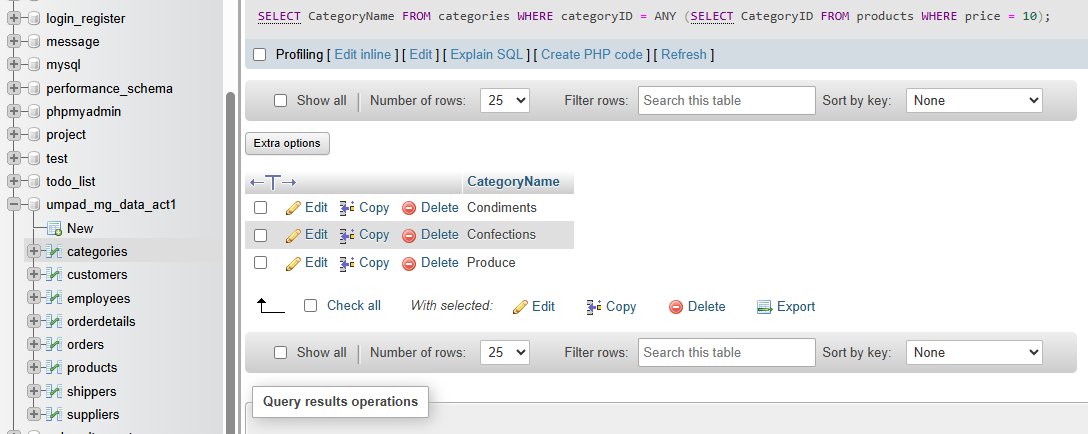 login_register
message
mysql
performance_schema
phpmyadmin
project
test
todo_list
umpad_mg_data_act1
New
categories
customers
employees
orderdetails
orders
products
shippers
suppliers
SELECT CategoryName FROM categories WHERE categoryID = ANY (SELECT CategoryID FROM products WHERE price = 10);
Profiling [ Edit inline ] [ Edit ] [ Explain SQL ] [ Create PHP code ] [ Refresh ]
Show all Number of rows: 25 Filter rows: Search this table Sort by key: None
Extra options
CategoryName
Edit Copy Delete Condiments
Edit Copy Delete Confections
Edit Copy Delete Produce
Check all With selected: Edit Copy Delete Export
Show all Number of rows: 25 Filter rows: Search this table Sort by key: None
Query results operations